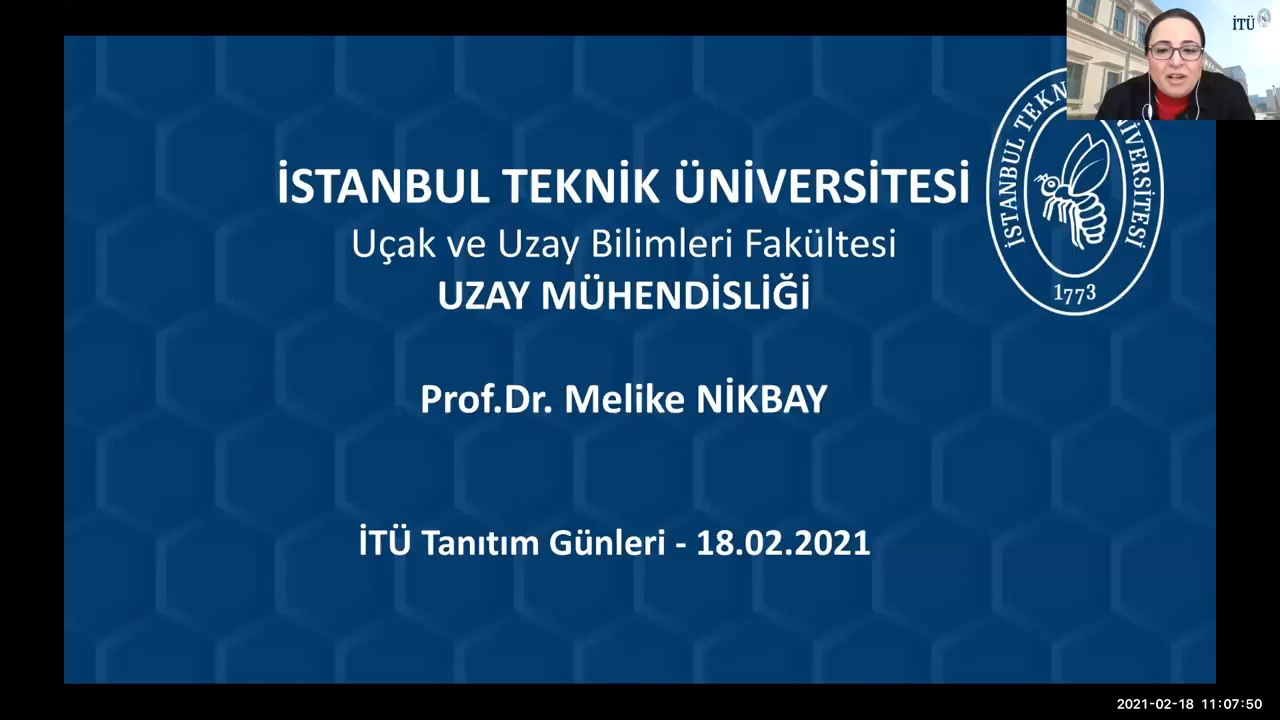 İTÜ
İSTANBUL TEKNİK ÜNİVERSİTESİ
Uçak ve Uzay Bilimleri Fakültesi
UZAY MÜHENDİSLİĞİ
Prof.Dr. Melike NİKBAY
İTÜ Tanıtım Günleri - 18.02.2021
İSTANBUL
ÜNİVERSİTESİ
1773
2021-02-18 11:07:50